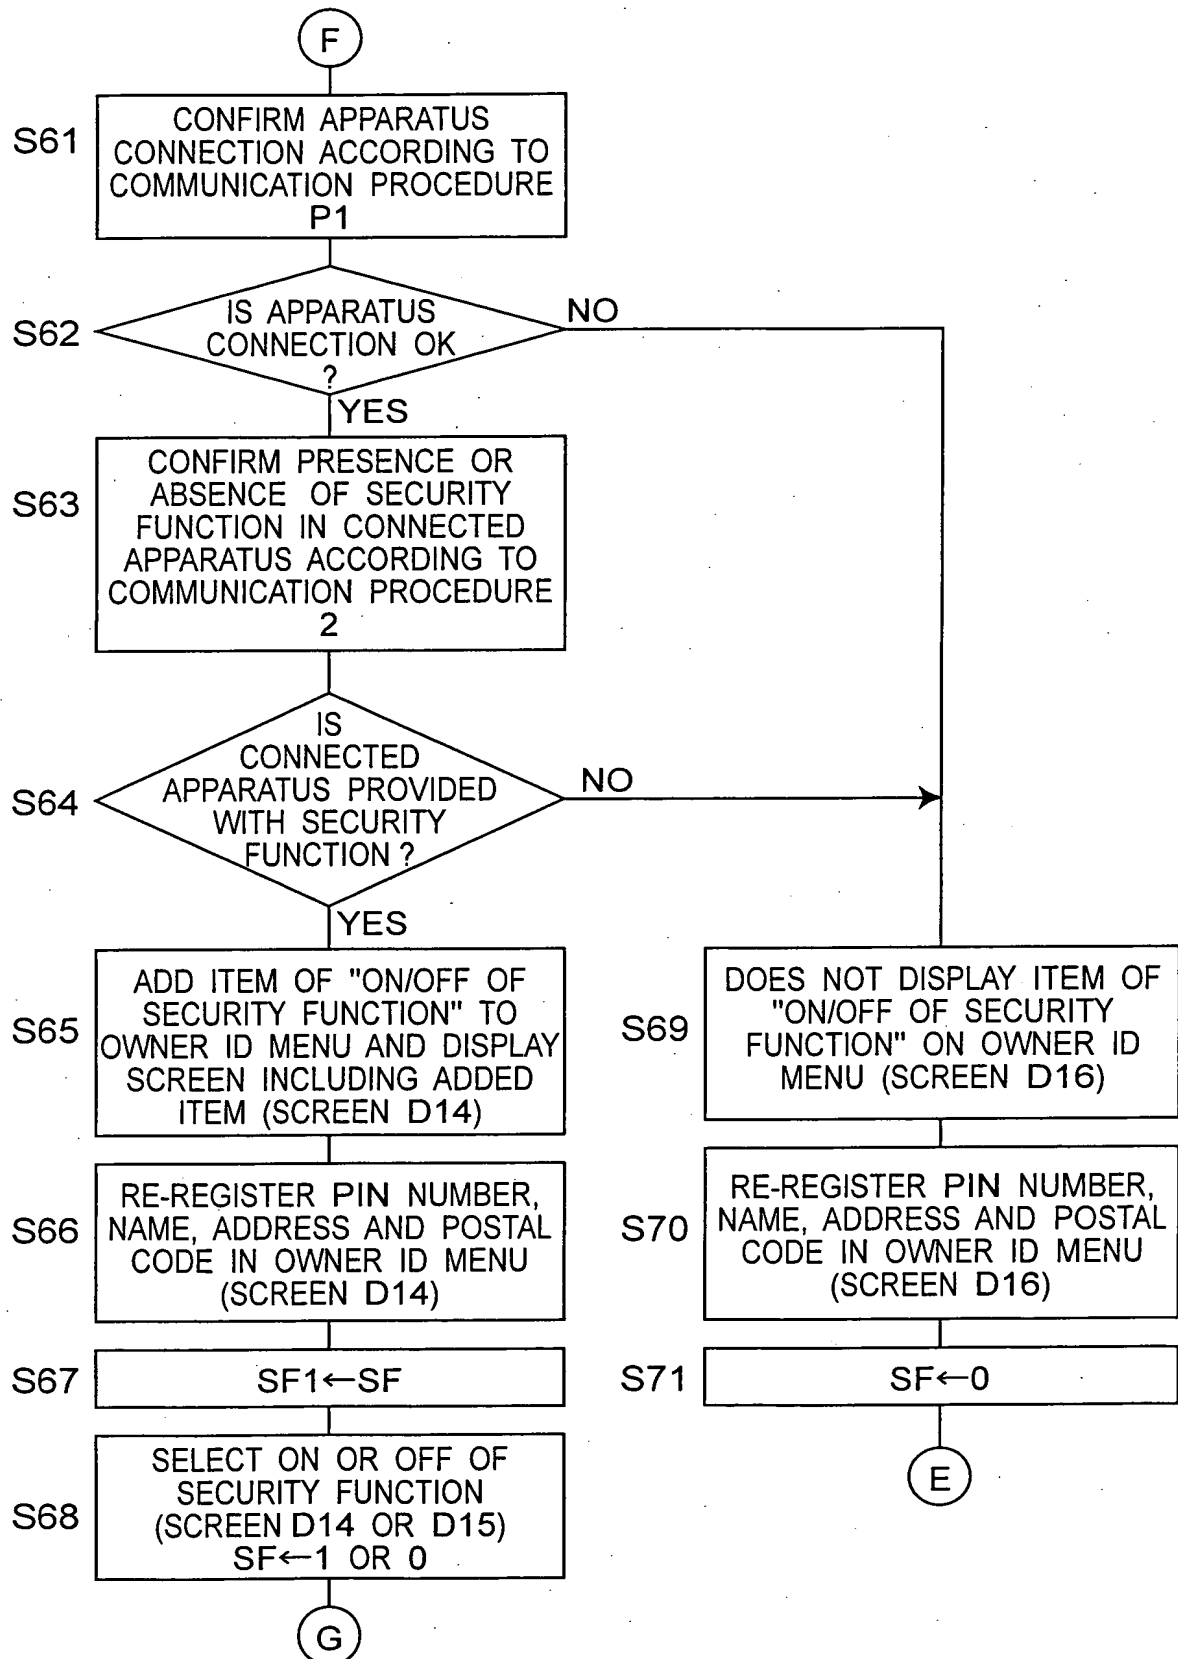 F
S61
CONFIRM APPARATUS
CONNECTION ACCORDING TO
COMMUNICATION PROCEDURE
P1
S62
IS APPARATUS
CONNECTION OK
?
NO
YES
S63
CONFIRM PRESENCE OR
ABSENCE OF SECURITY
FUNCTION IN CONNECTED
APPARATUS ACCORDING TO
COMMUNICATION PROCEDURE
2
S64
IS
CONNECTED
APPARATUS PROVIDED
WITH SECURITY
FUNCTION ?
NO
YES
S65
ADD ITEM OF "ON/OFF OF
SECURITY FUNCTION" TO
OWNER ID MENU AND DISPLAY
SCREEN INCLUDING ADDED
ITEM (SCREEN D14)
S66
RE-REGISTER PIN NUMBER,
NAME, ADDRESS AND POSTAL
CODE IN OWNER ID MENU
(SCREEN D14)
S67
SF1←SF
S68
SELECT ON OR OFF OF
SECURITY FUNCTION
(SCREEN D14 OR D15)
SF←1 OR 0
G
S69
DOES NOT DISPLAY ITEM OF
"ON/OFF OF SECURITY
FUNCTION" ON OWNER ID
MENU (SCREEN D16)
S70
RE-REGISTER PIN NUMBER,
NAME, ADDRESS AND POSTAL
CODE IN OWNER ID MENU
(SCREEN D16)
S71
SF←0
E